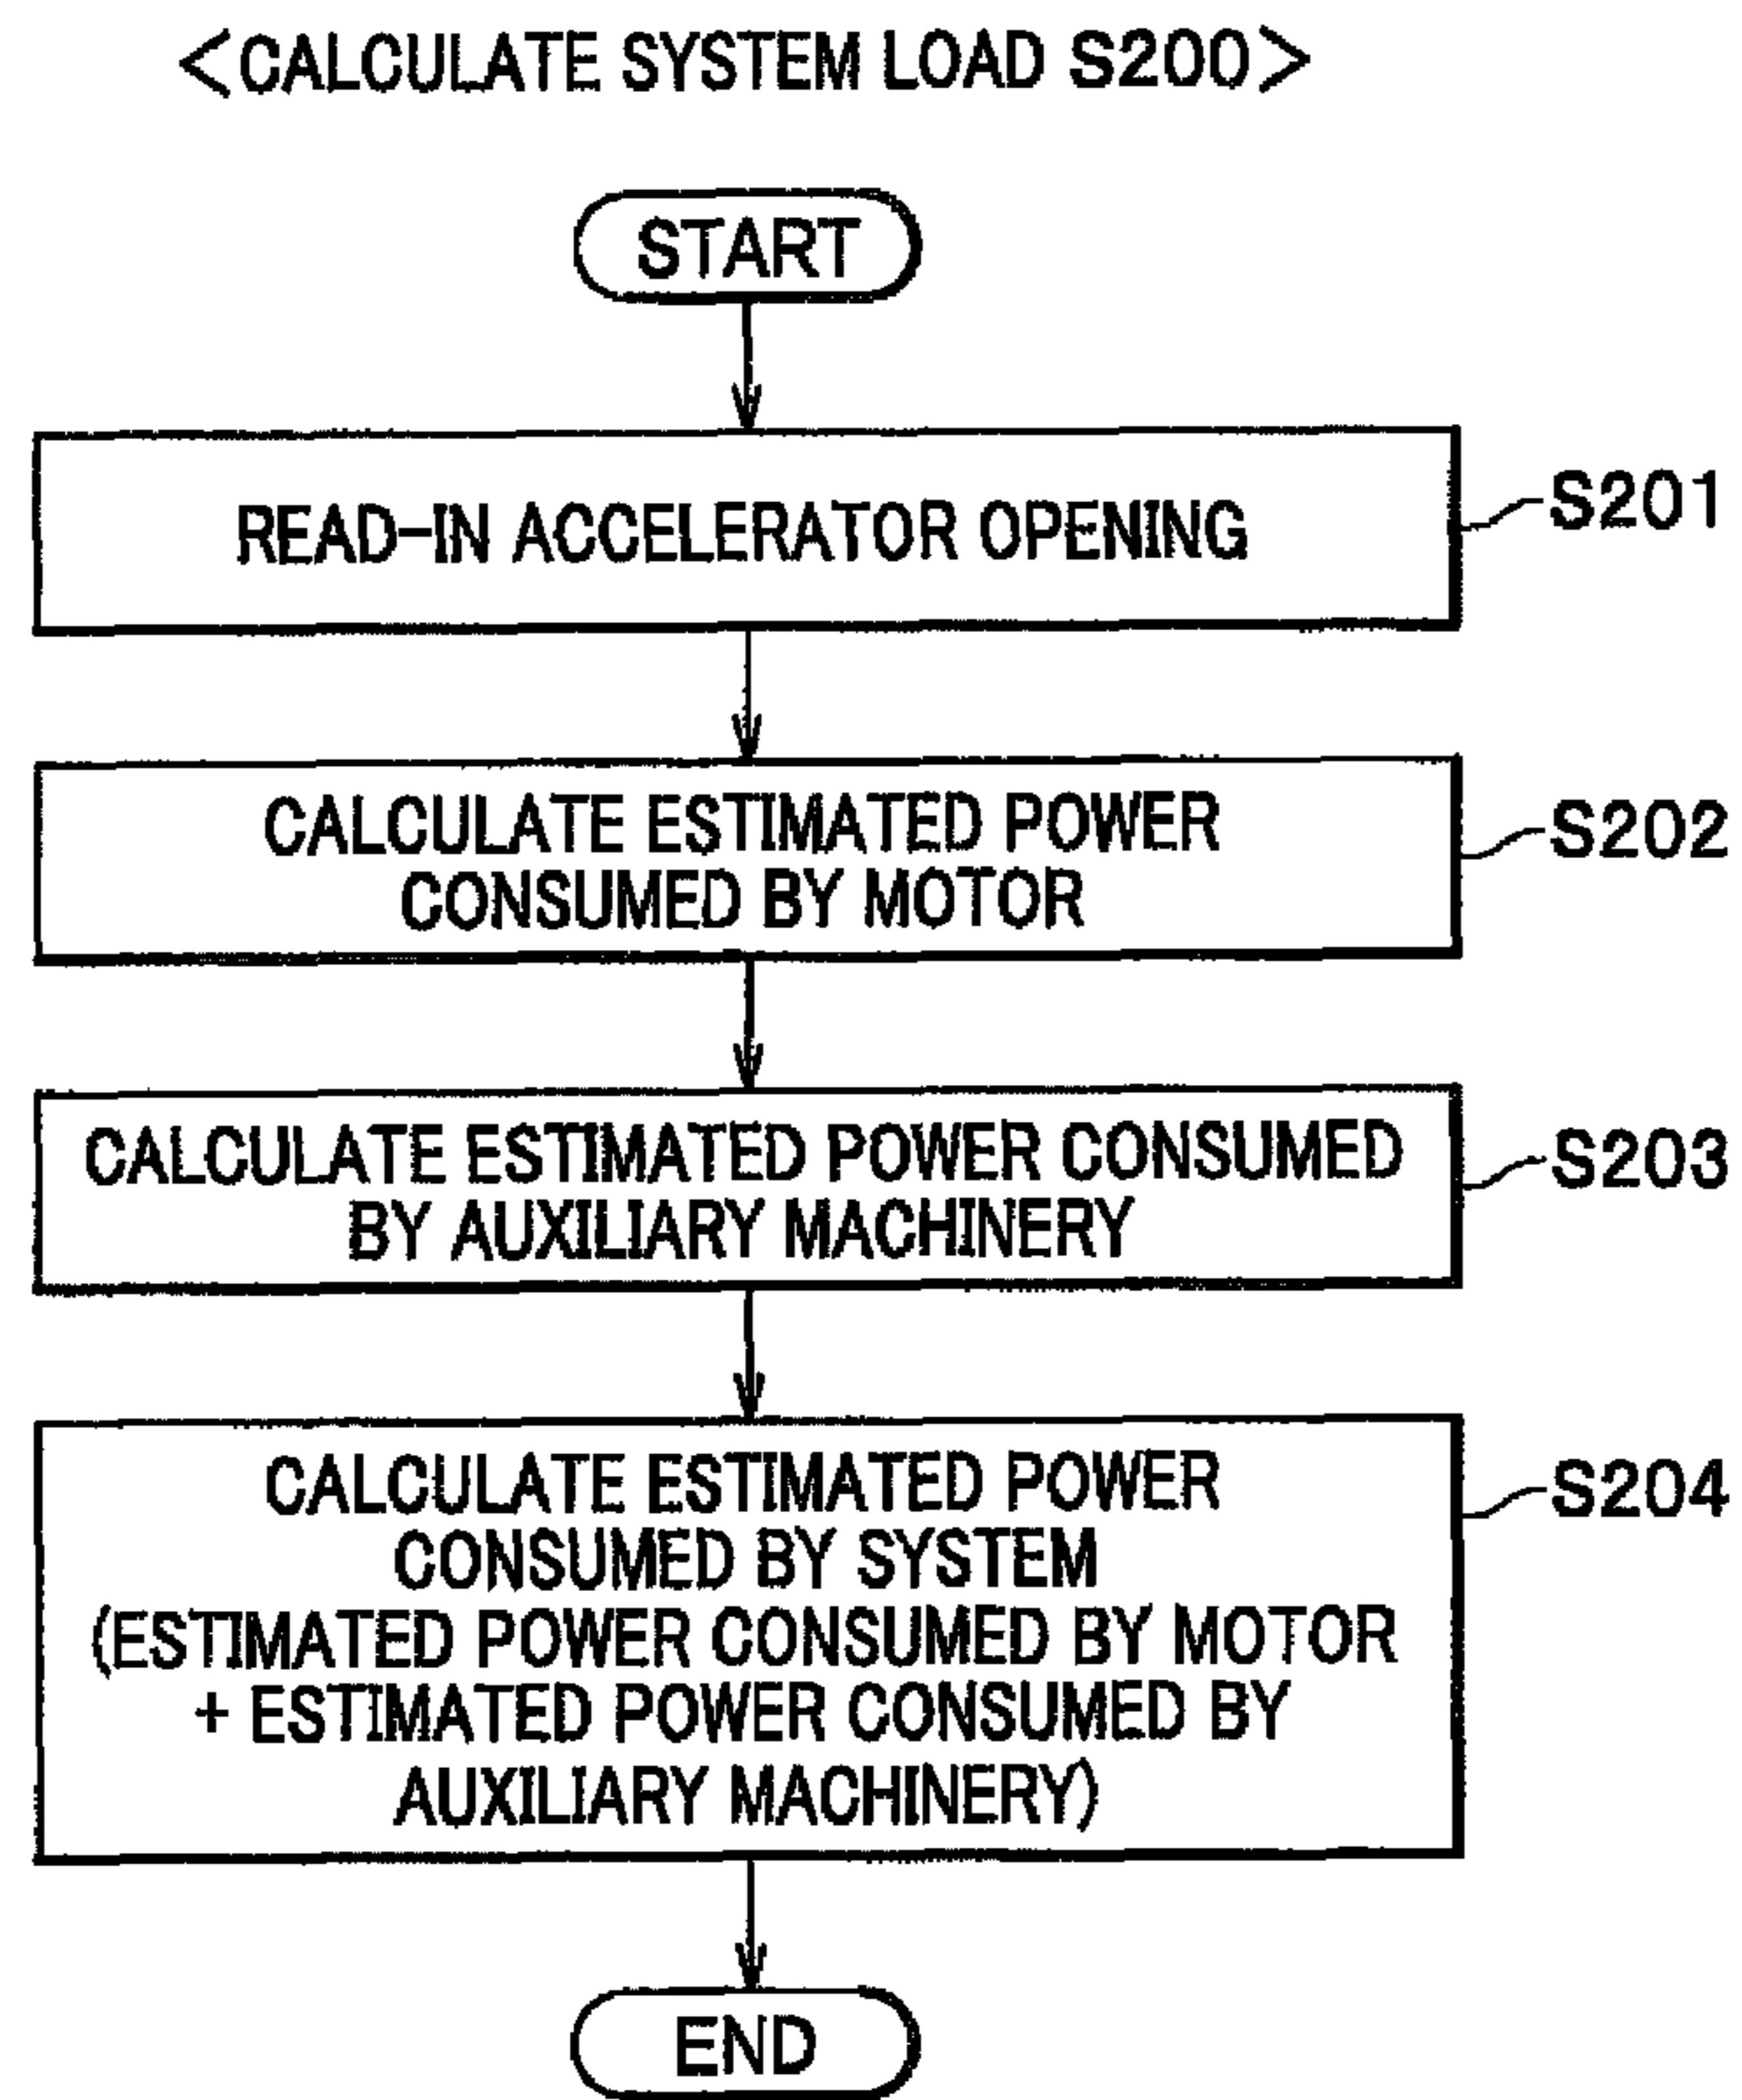 <CALCULATE SYSTEM LOAD S200>
START
READ-IN ACCELERATOR OPENING
S201
CALCULATE ESTIMATED POWER
CONSUMED BY MOTOR
S202
CALCULATE ESTIMATED POWER CONSUMED
BY AUXILIARY MACHINERY
S203
CALCULATE ESTIMATED POWER
CONSUMED BY SYSTEM
(ESTIMATED POWER CONSUMED BY MOTOR
+ ESTIMATED POWER CONSUMED BY
AUXILIARY MACHINERY)
S204
END